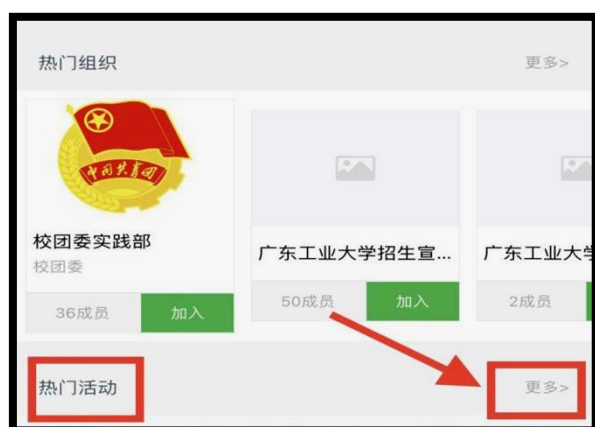 热门组织
更多>
中国共青团
校团委实践部
校团委
36成员
加入
广东工业大学招生宣...
50成员
加入
广东工业大学
2成员
热门活动
更多>